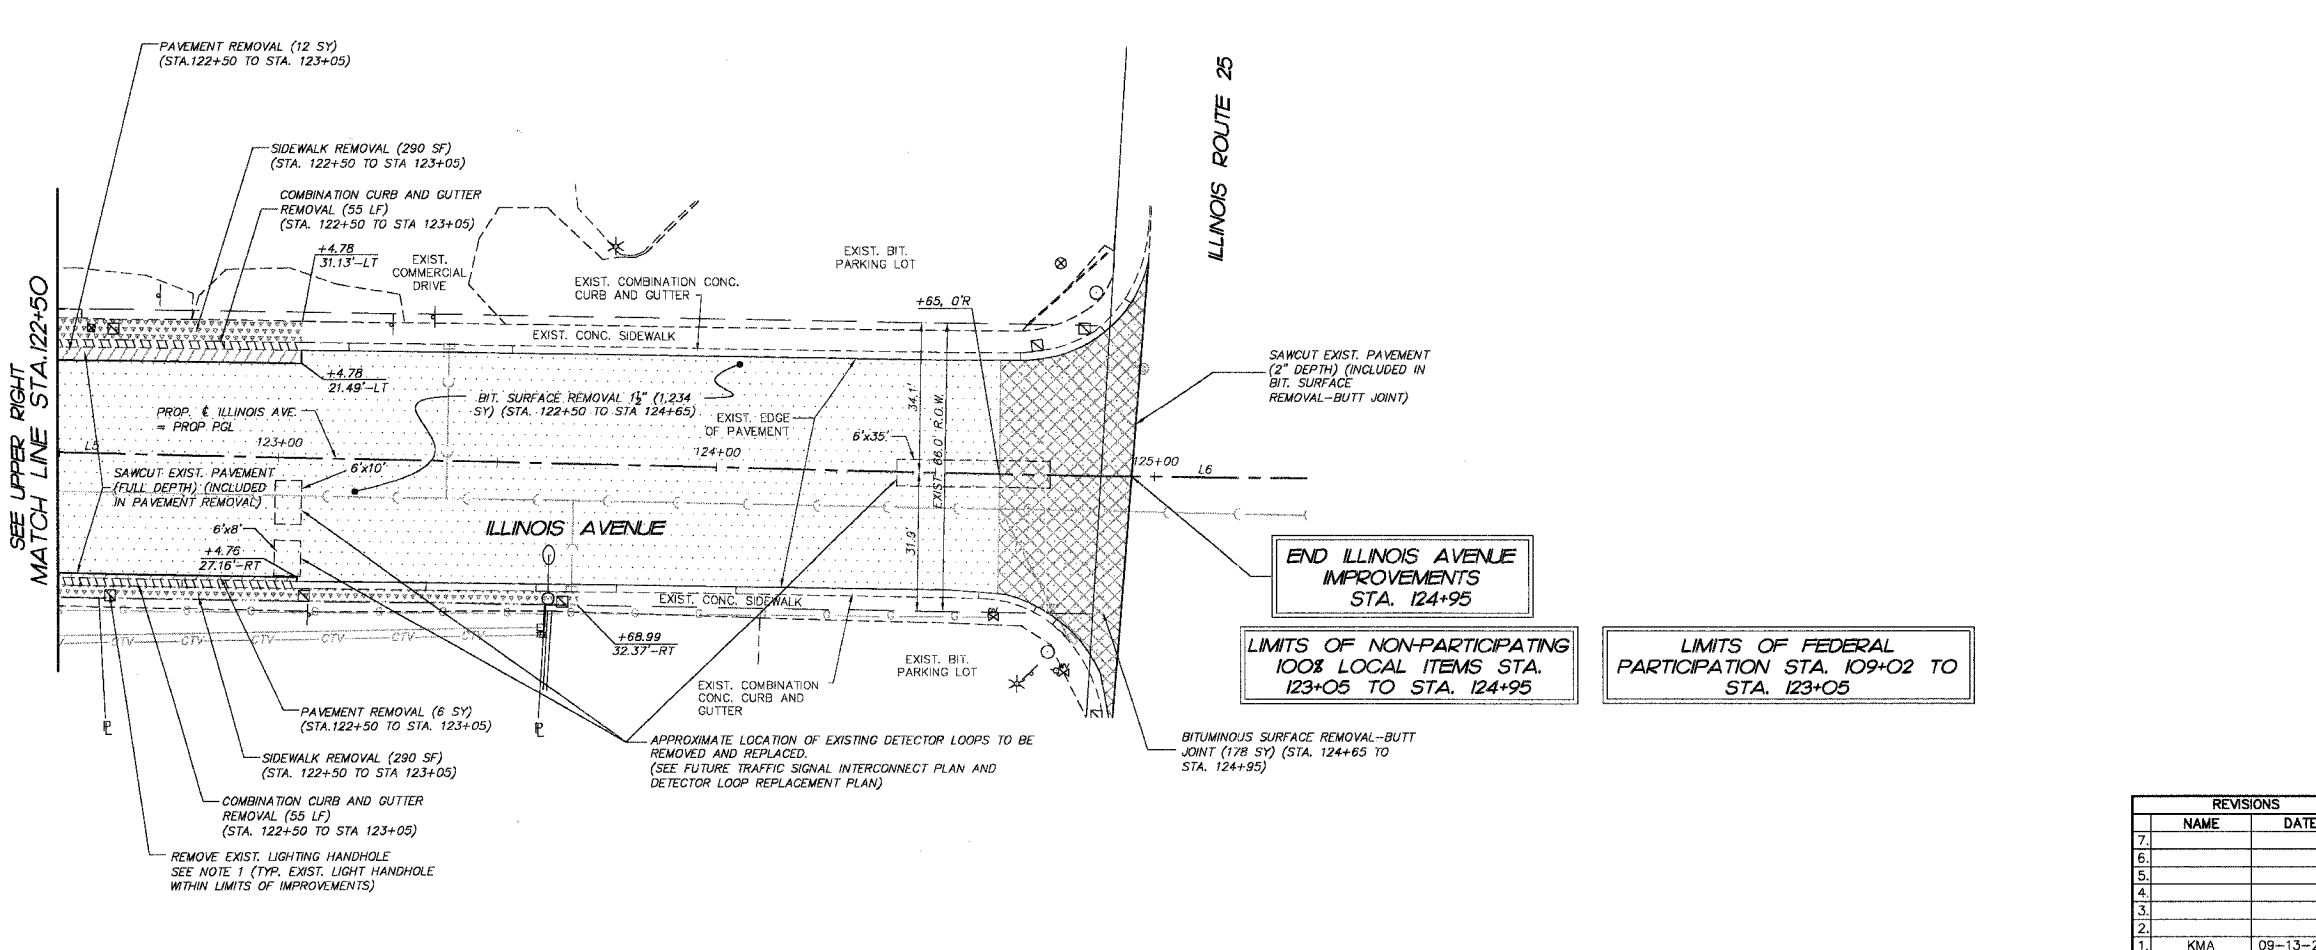 PAVEMENT REMOVAL (12 SY)
(STA.122+50 TO STA. 123+05)
SIDEWALK REMOVAL (290 SF)
(STA. 122+50 TO STA 123+05)
COMBINATION CURB AND GUTTER
REMOVAL (55 LF)
(STA. 122+50 TO STA 123+05)
+4.78
31.13'-LT
EXIST.
COMMERCIAL
DRIVE
EXIST. COMBINATION CONC.
CURB AND GUTTER
EXIST. BIT.
PARKING LOT
ILLINOIS ROUTE 25
+65, 0'R
EXIST. CONC. SIDEWALK
SEE UPPER RIGHT
MATCH LINE STA.122+50
+4.78
21.49'-LT
BIT. SURFACE REMOVAL 1½" (1,234
SY) (STA. 122+50 TO STA 124+65)
EXIST. EDGE
OF PAVEMENT
PROP. ℄ ILLINOIS AVE.
= PROP. PGL
L5
123+00
124+00
125+00
L6
6'x35'
34.1'
EXIST. 66.0' R.O.W.
31.9'
SAWCUT EXIST. PAVEMENT
(2" DEPTH) (INCLUDED IN
BIT. SURFACE
REMOVAL-BUTT JOINT)
SAWCUT EXIST. PAVEMENT
(FULL DEPTH) (INCLUDED
IN PAVEMENT REMOVAL)
6'x10'
6'x8'
+4.76
27.16'-RT
ILLINOIS AVENUE
EXIST. CONC. SIDEWALK
G G G G G G G G
CTV CTV CTV CTV CTV CTV
+68.99
32.37'-RT
EXIST. BIT.
PARKING LOT
EXIST. COMBINATION
CONC. CURB AND
GUTTER
END ILLINOIS AVENUE
IMPROVEMENTS
STA. 124+95
LIMITS OF NON-PARTICIPATING
100% LOCAL ITEMS STA.
123+05 TO STA. 124+95
LIMITS OF FEDERAL
PARTICIPATION STA. 109+02 TO
STA. 123+05
PAVEMENT REMOVAL (6 SY)
(STA.122+50 TO STA. 123+05)
SIDEWALK REMOVAL (290 SF)
(STA. 122+50 TO STA 123+05)
COMBINATION CURB AND GUTTER
REMOVAL (55 LF)
(STA. 122+50 TO STA 123+05)
REMOVE EXIST. LIGHTING HANDHOLE
SEE NOTE 1 (TYP. EXIST. LIGHT HANDHOLE
WITHIN LIMITS OF IMPROVEMENTS)
APPROXIMATE LOCATION OF EXISTING DETECTOR LOOPS TO BE
REMOVED AND REPLACED.
(SEE FUTURE TRAFFIC SIGNAL INTERCONNECT PLAN AND
DETECTOR LOOP REPLACEMENT PLAN)
BITUMINOUS SURFACE REMOVAL-BUTT
JOINT (178 SY) (STA. 124+65 TO
STA. 124+95)
REVISIONS
NAME DATE
7.
6.
5.
4.
3.
2.
1. KMA 09-13-2